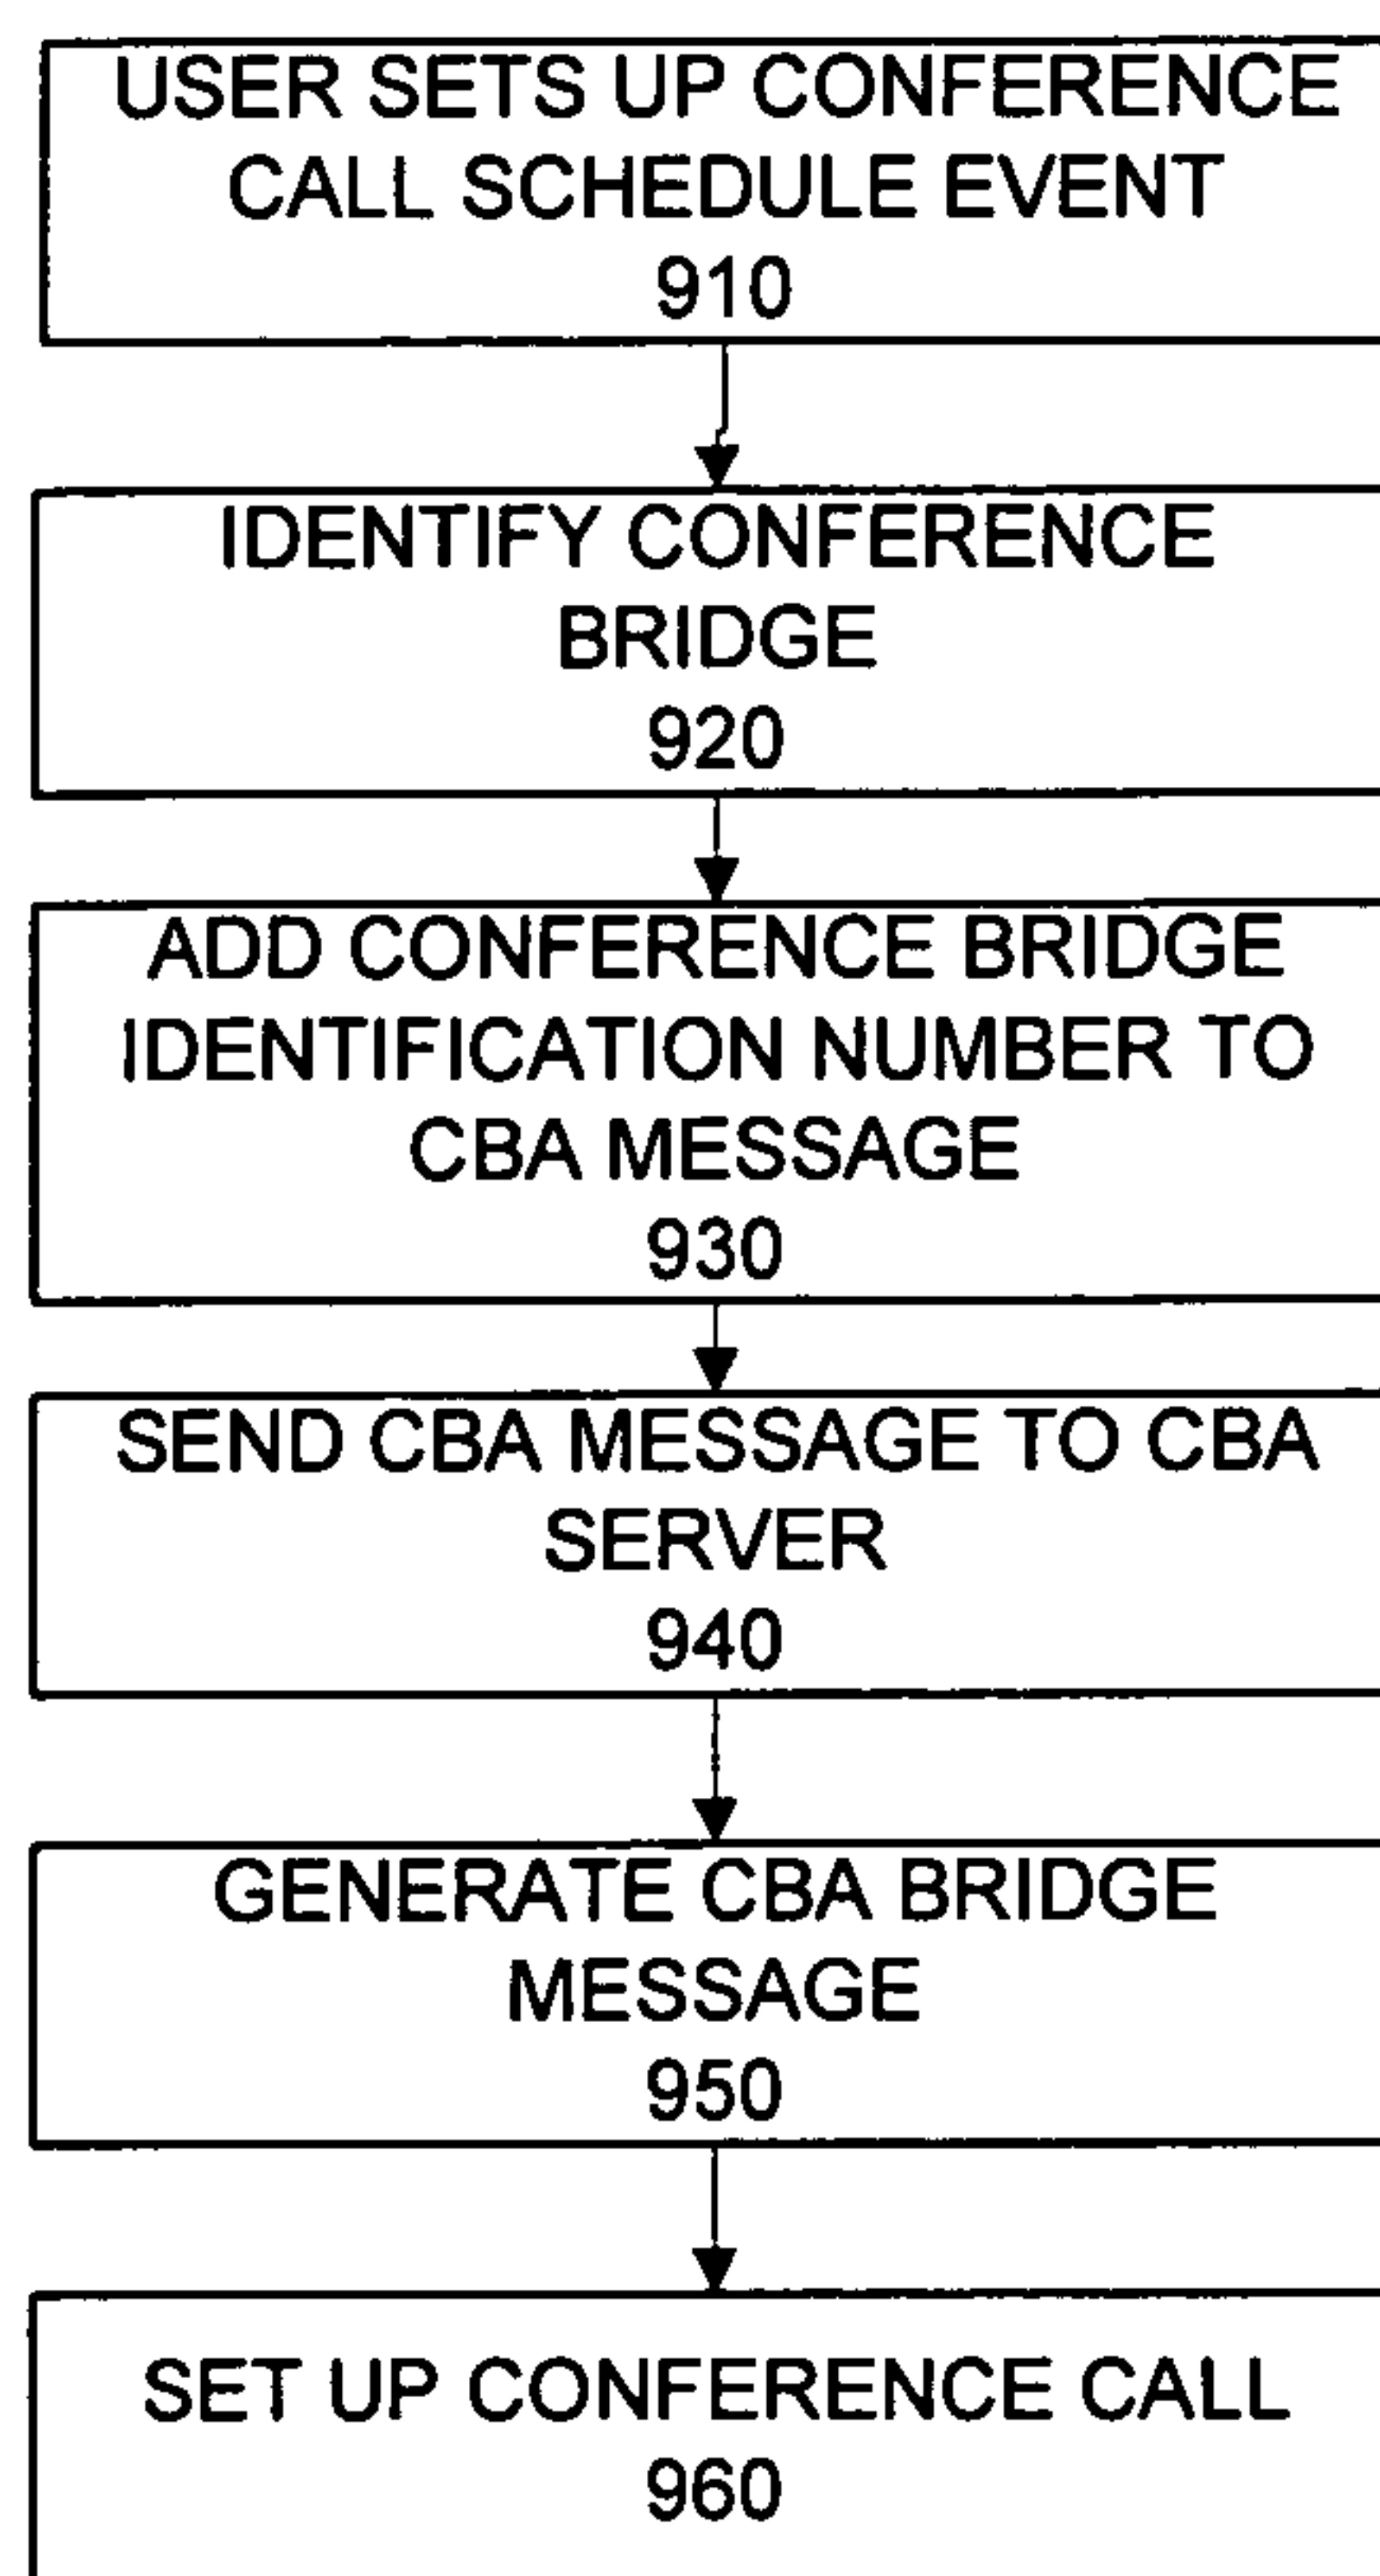 USER SETS UP CONFERENCE
CALL SCHEDULE EVENT
910
IDENTIFY CONFERENCE
BRIDGE
920
ADD CONFERENCE BRIDGE
IDENTIFICATION NUMBER TO
CBA MESSAGE
930
SEND CBA MESSAGE TO CBA
SERVER
940
GENERATE CBA BRIDGE
MESSAGE
950
SET UP CONFERENCE CALL
960